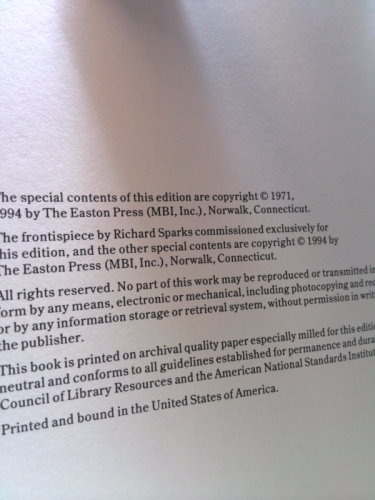 he special contents of this edition are copyright © 1971,
994 by The Easton Press (MBI, Inc.), Norwalk, Connecticut.
he frontispiece by Richard Sparks commissioned exclusively for
his edition, and the other special contents are copyright © 1994 by
The Easton Press (MBI, Inc.), Norwalk, Connecticut.
All rights reserved. No part of this work may be reproduced or transmitted in
form by any means, electronic or mechanical, including photocopying and rec
or by any information storage or retrieval system, without permission in writ
the publisher.
This book is printed on archival quality paper especially milled for this editio
neutral and conforms to all guidelines established for permanence and dura
Council of Library Resources and the American National Standards Institut
Printed and bound in the United States of America.